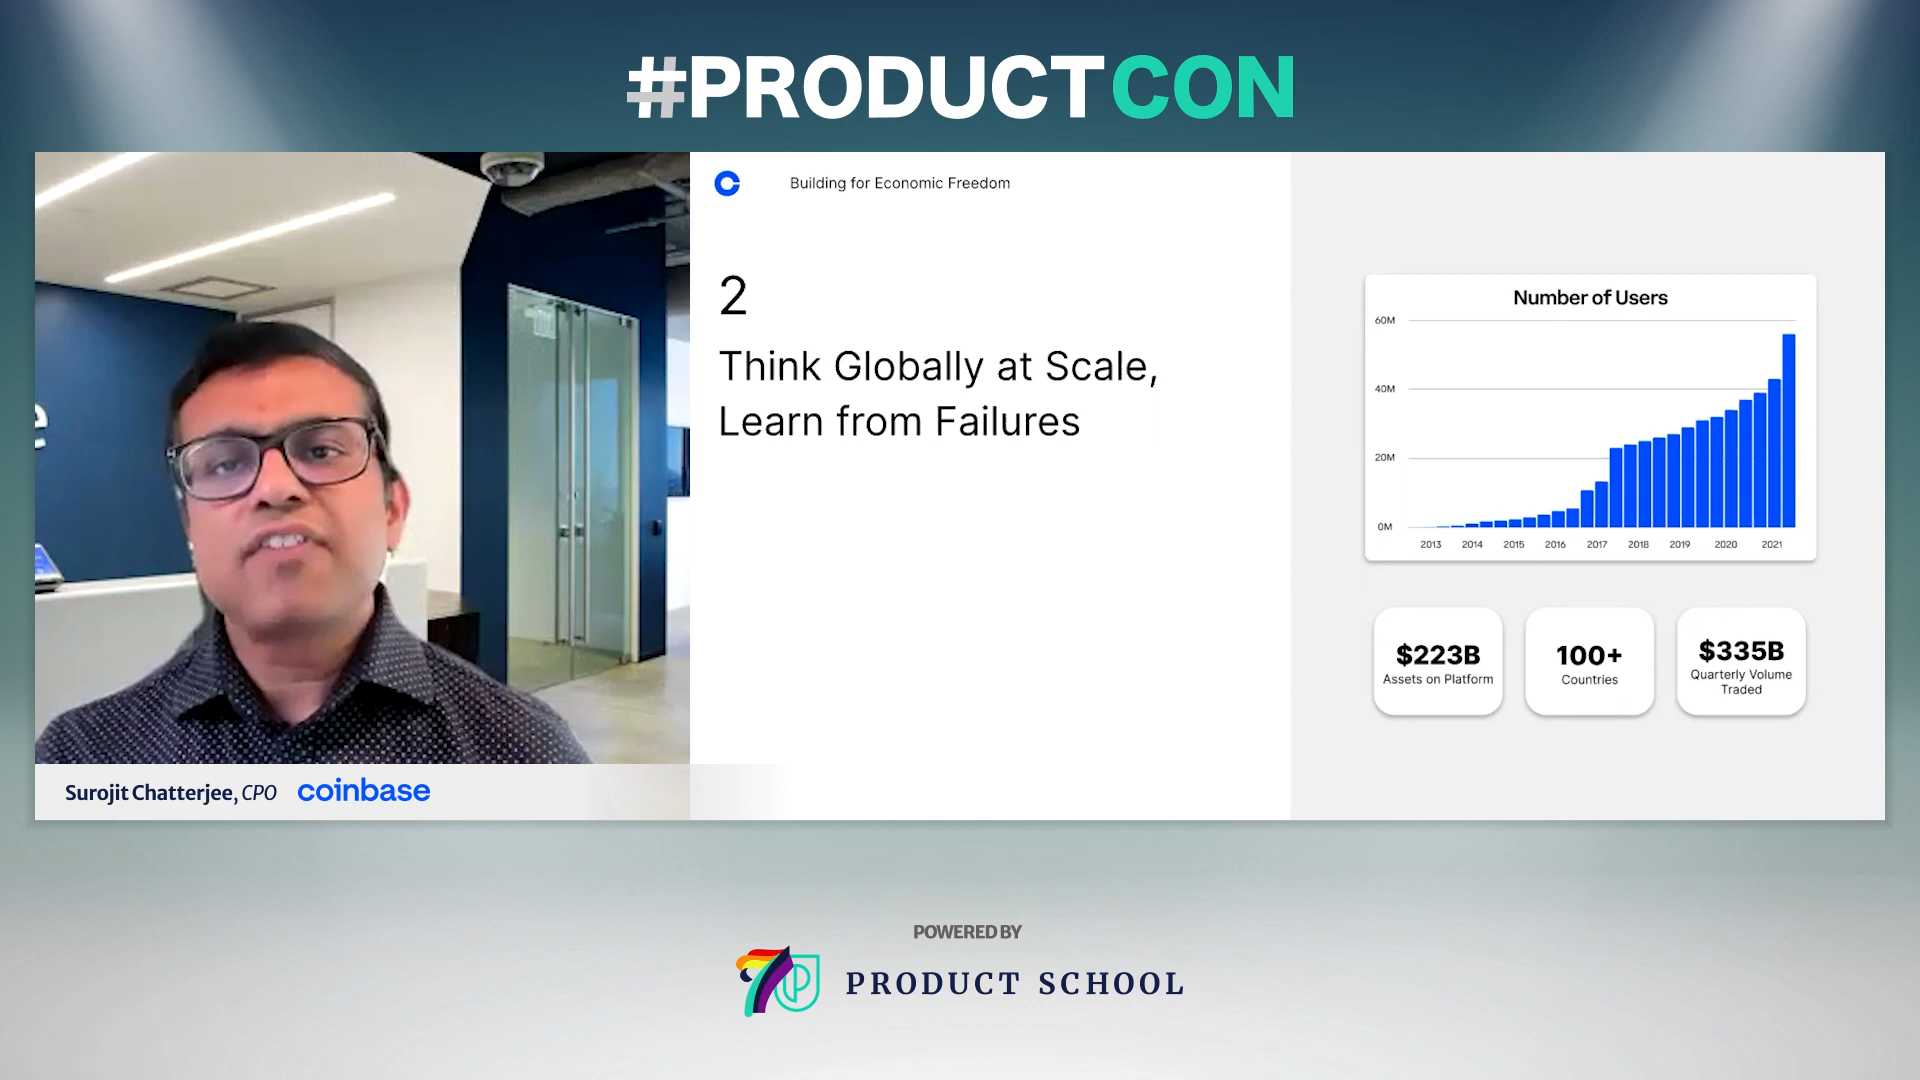 #PRODUCTCON
Building for Economic Freedom
2
Think Globally at Scale,
Learn from Failures
Number of Users
60M
40M
20M
0M
2013 2014 2015 2016 2017 2018 2019 2020 2021
$223B
Assets on Platform
100+
Countries
$335B
Quarterly Volume
Traded
e
Surojit Chatterjee, CPO coinbase
POWERED BY
PRODUCT SCHOOL